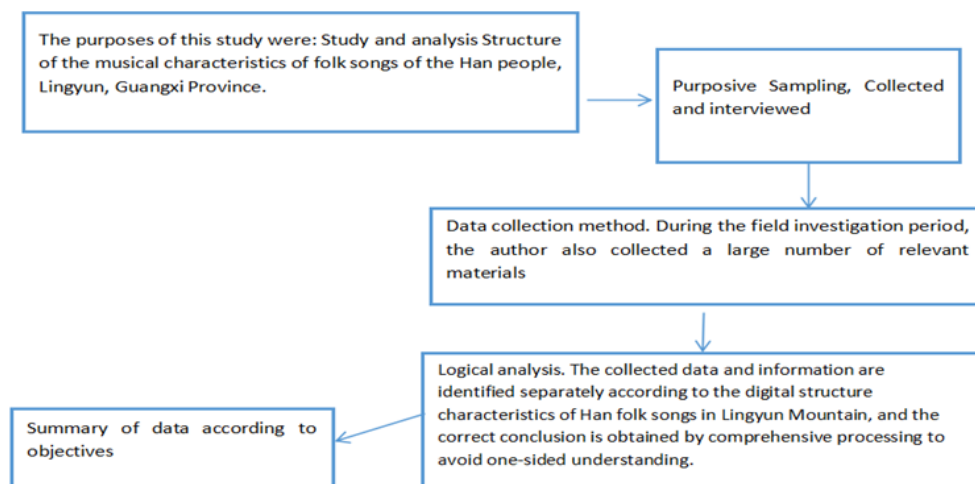 The purposes of this study were: Study and analysis Structure
of the musical characteristics of folk songs of the Han people,
Lingyun, Guangxi Province.
Purposive Sampling, Collected
and interviewed
Data collection method. During the field investigation period,
the author also collected a large number of relevant
materials
Logical analysis. The collected data and information are
identified separately according to the digital structure
characteristics of Han folk songs in Lingyun Mountain, and the
correct conclusion is obtained by comprehensive processing to
avoid one-sided understanding.
Summary of data according to
objectives